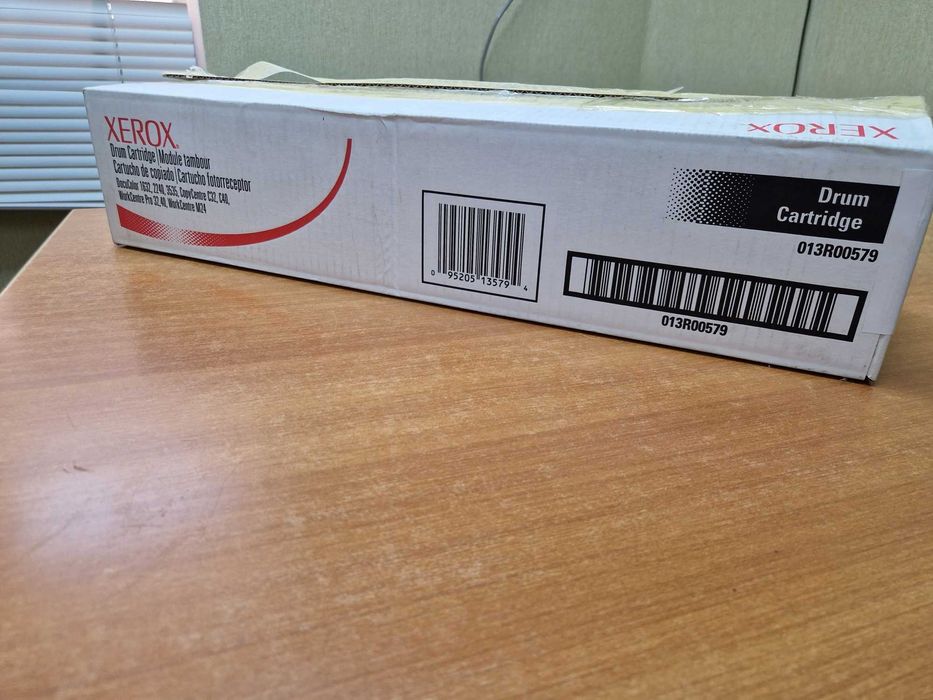 XEROX.
Drum Cartridge | Module tambour
Cartucho de copiado | Cartucho fotorreceptor
DocuColor 1632, 2240, 3535, CopyCentre C32, C40,
WorkCentre Pro 32, 40, WorkCentre M24
0 95205 13579 4
XEROX
Drum
Cartridge
013R00579
013R00579